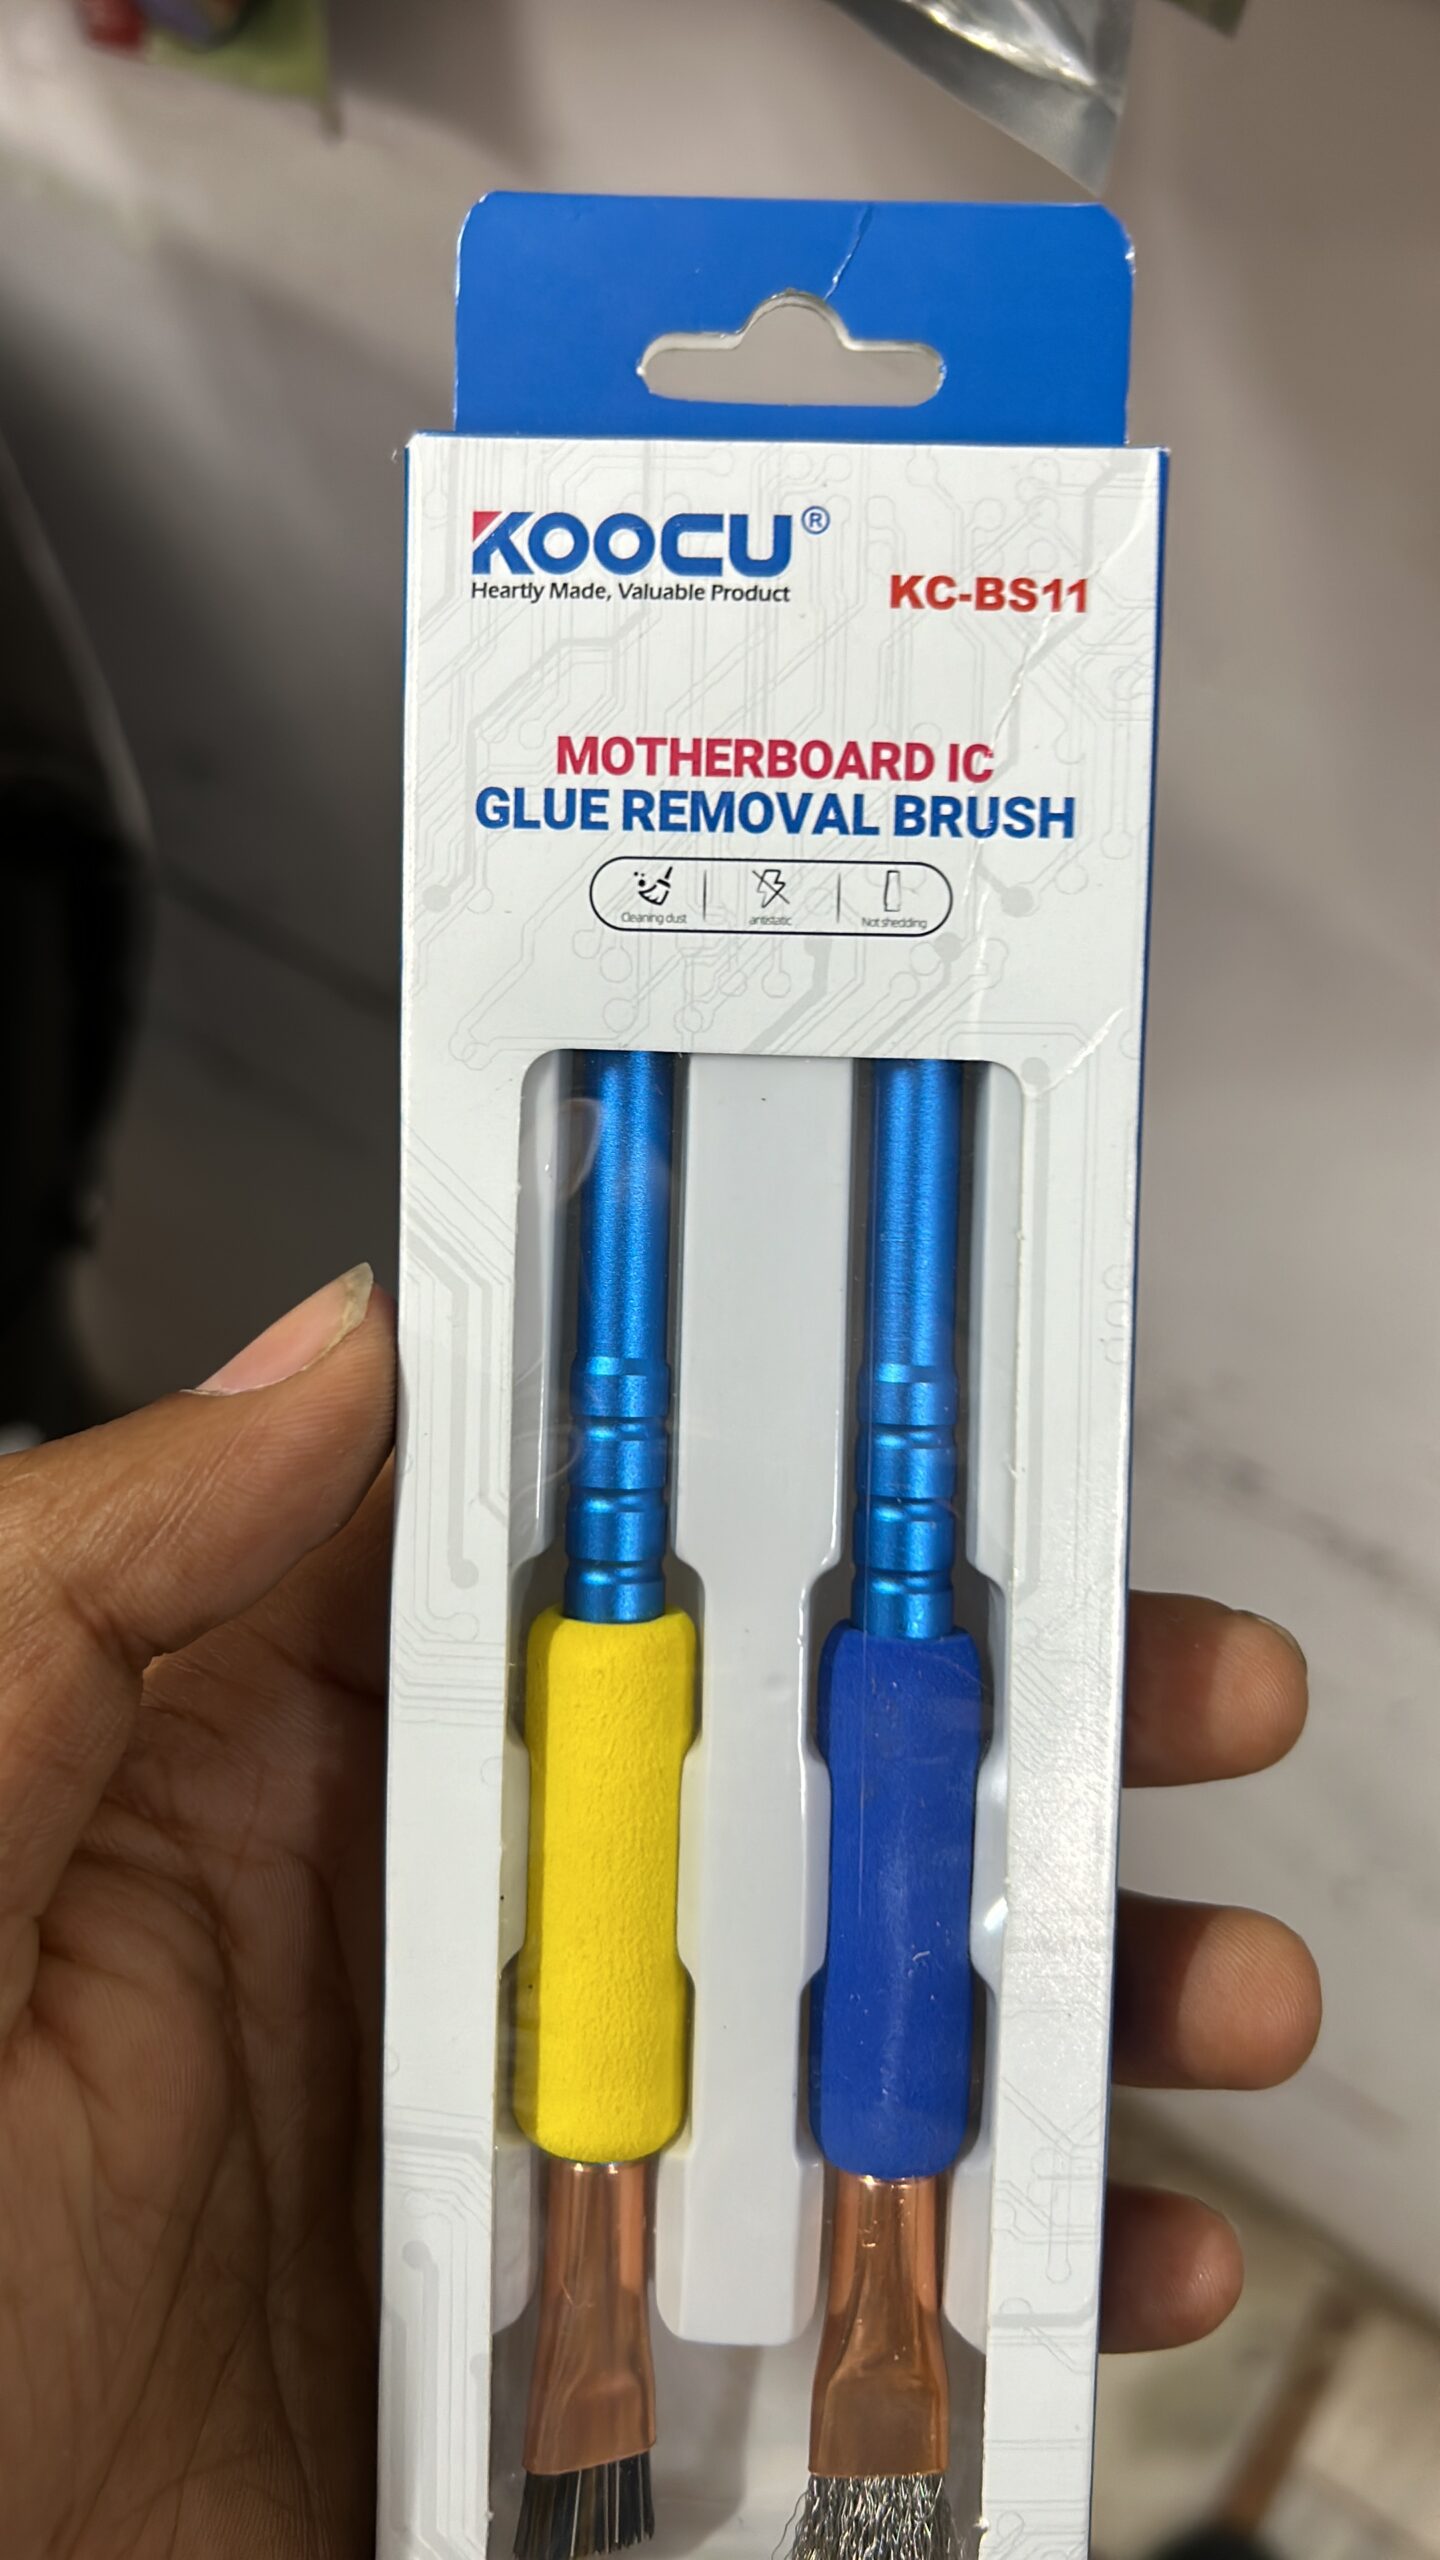 KOOCU®
Heartly Made, Valuable Product
KC-BS11
MOTHERBOARD IC
GLUE REMOVAL BRUSH
Cleaning dust
antistatic
Not shedding